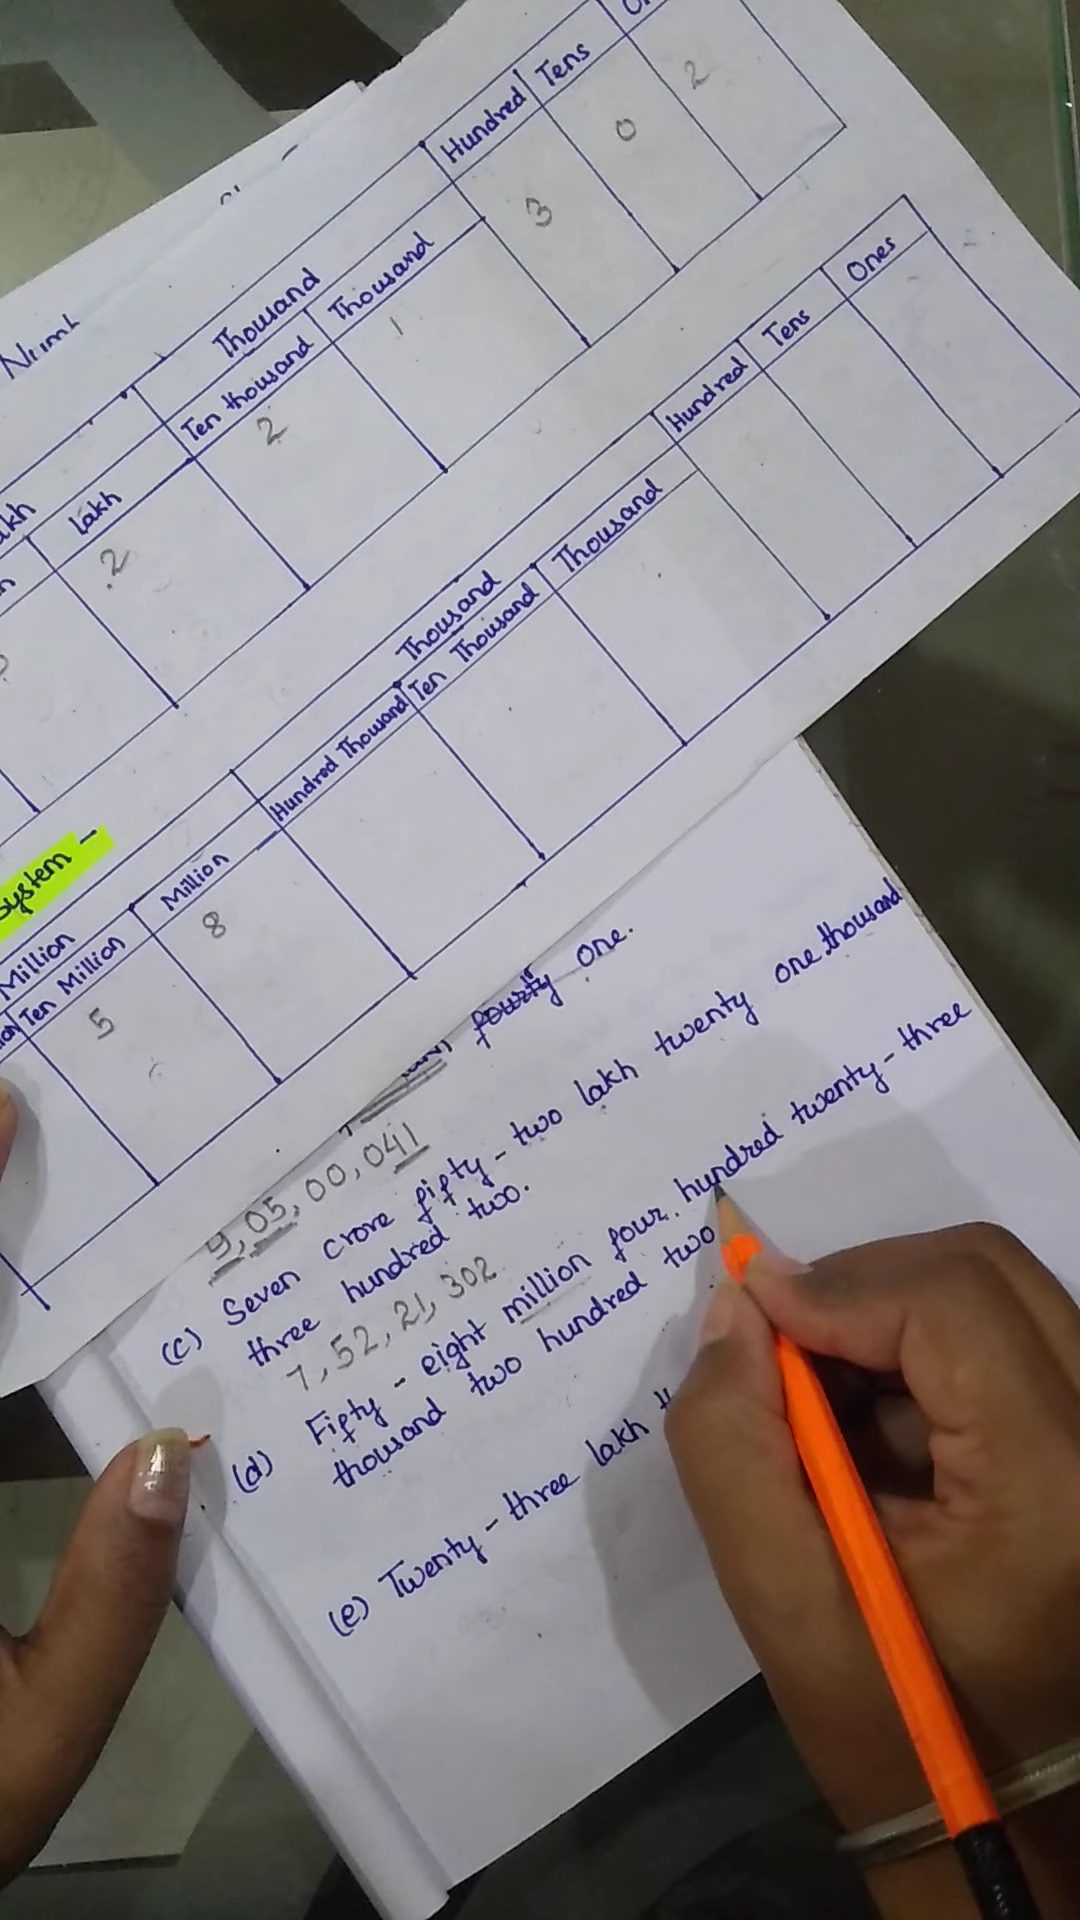 Hundred Tens
Thousand
Lakh Ten thousand Thousand
2 2 1 3 0 2
System -
Million Thousand
Ten Million Million Hundred Thousand Ten Thousand Thousand Hundred Tens Ones
5 8
fourty one.
9,05,00,041
(c) Seven crore fifty-two lakh twenty one thousand
three hundred two.
7,52,21,302
(d) Fifty-eight million four hundred twenty-three
thousand two hundred two
(e) Twenty-three lakh